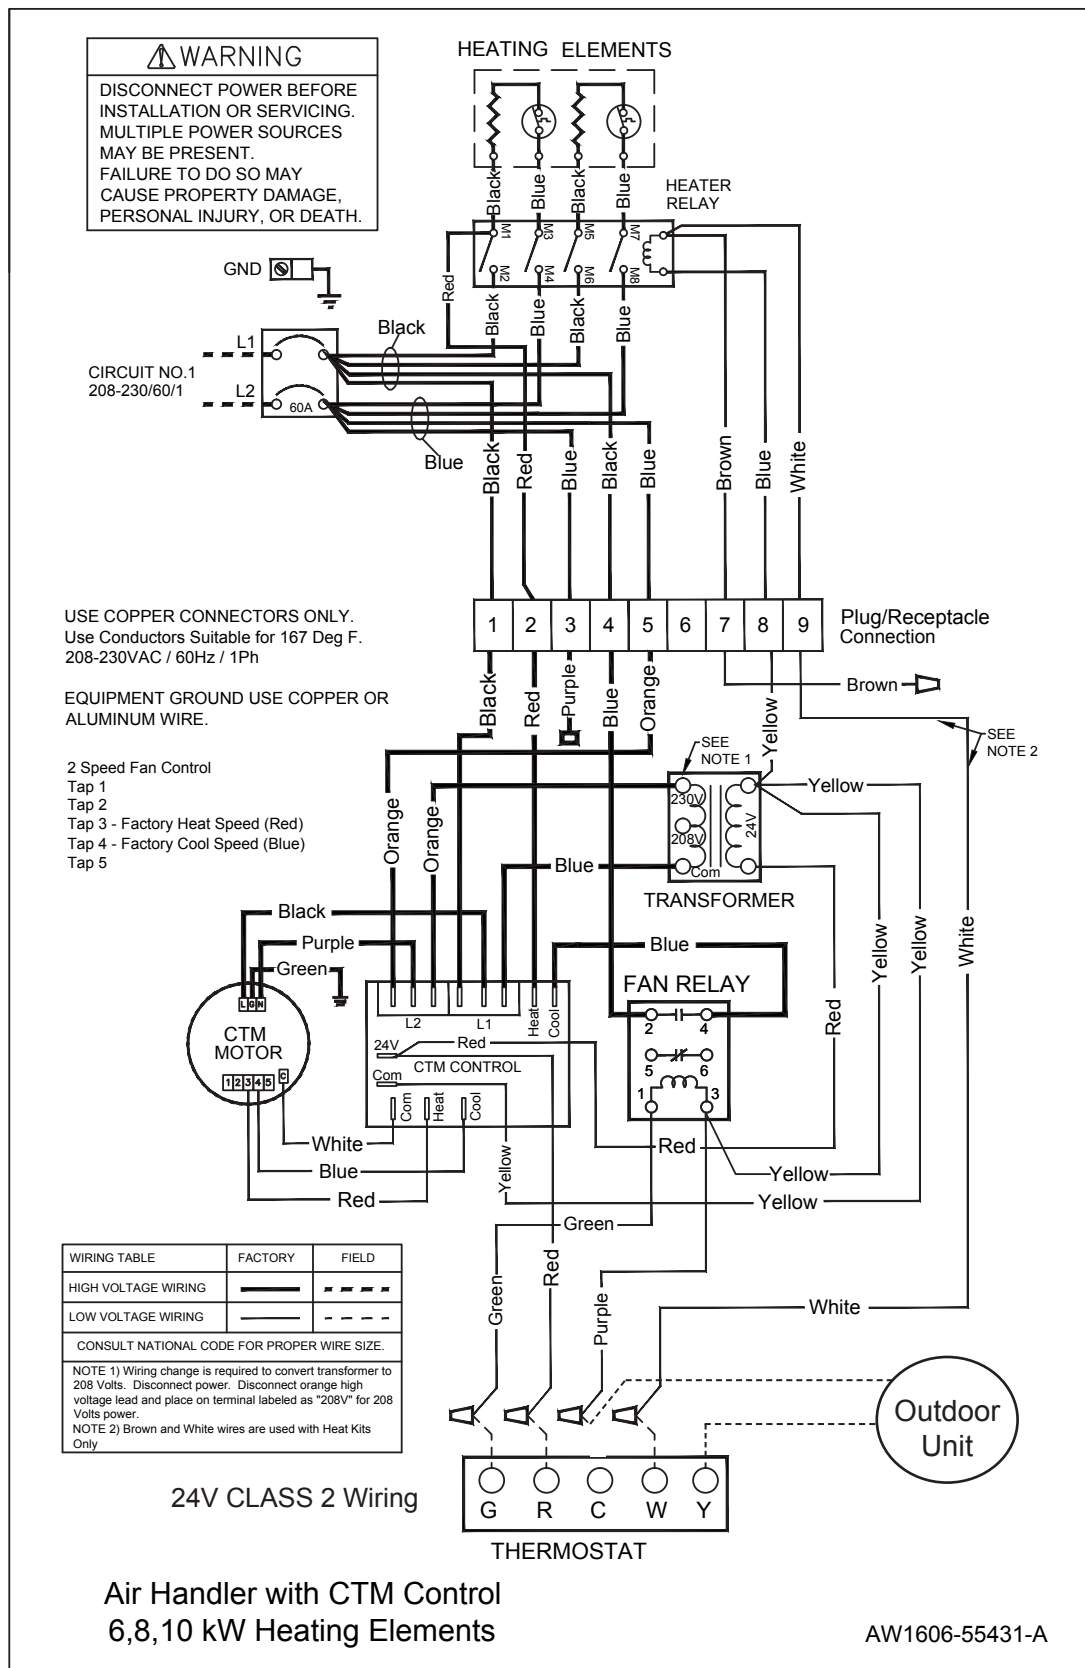 WARNING
DISCONNECT POWER BEFORE
INSTALLATION OR SERVICING.
MULTIPLE POWER SOURCES
MAY BE PRESENT.
FAILURE TO DO SO MAY
CAUSE PROPERTY DAMAGE,
PERSONAL INJURY, OR DEATH.
HEATING ELEMENTS
Black
Blue
Black
Blue
HEATER
RELAY
M1
M3
M5
M7
M2
M4
M6
M8
GND
Red
Black
Blue
Black
Blue
Black
L1
CIRCUIT NO.1
208-230/60/1
L2
60A
Blue
Black
Red
Blue
Black
Blue
Brown
Blue
White
USE COPPER CONNECTORS ONLY.
Use Conductors Suitable for 167 Deg F.
208-230VAC / 60Hz / 1Ph
EQUIPMENT GROUND USE COPPER OR
ALUMINUM WIRE.
1 2 3 4 5 6 7 8 9
Plug/Receptacle
Connection
Black
Red
Purple
Blue
Orange
Yellow
Brown
SEE
NOTE 2
SEE
NOTE 1
2 Speed Fan Control
Tap 1
Tap 2
Tap 3 - Factory Heat Speed (Red)
Tap 4 - Factory Cool Speed (Blue)
Tap 5
Orange
Orange
230V
208V
Com
24V
Yellow
Blue
TRANSFORMER
Black
Purple
Green
Blue
Yellow
Yellow
White
Red
L G N
CTM
MOTOR
1 2 3 4 5 C
L2
L1
Heat
Cool
24V
Red
CTM CONTROL
Com
Com
Heat
Cool
FAN RELAY
2 4
5 6
1 3
White
Blue
Red
Yellow
Red
Yellow
Yellow
Green
Green
Red
Purple
White
WIRING TABLE FACTORY FIELD
HIGH VOLTAGE WIRING
LOW VOLTAGE WIRING
CONSULT NATIONAL CODE FOR PROPER WIRE SIZE.
NOTE 1) Wiring change is required to convert transformer to
208 Volts. Disconnect power. Disconnect orange high
voltage lead and place on terminal labeled as "208V" for 208
Volts power.
NOTE 2) Brown and White wires are used with Heat Kits
Only
Outdoor
Unit
24V CLASS 2 Wiring
G R C W Y
THERMOSTAT
Air Handler with CTM Control
6,8,10 kW Heating Elements
AW1606-55431-A